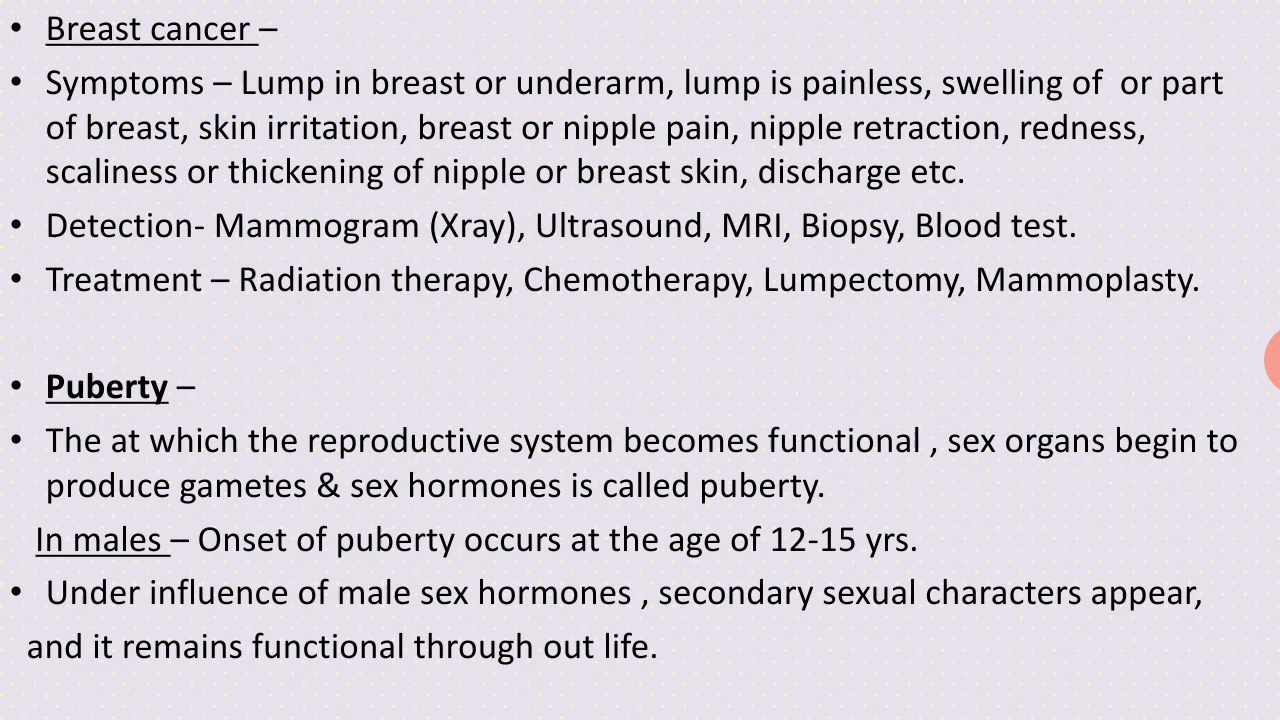 • Breast cancer –
• Symptoms – Lump in breast or underarm, lump is painless, swelling of  or part
of breast, skin irritation, breast or nipple pain, nipple retraction, redness,
scaliness or thickening of nipple or breast skin, discharge etc.
• Detection- Mammogram (Xray), Ultrasound, MRI, Biopsy, Blood test.
• Treatment – Radiation therapy, Chemotherapy, Lumpectomy, Mammoplasty.
• Puberty –
• The at which the reproductive system becomes functional , sex organs begin to
produce gametes & sex hormones is called puberty.
In males – Onset of puberty occurs at the age of 12-15 yrs.
• Under influence of male sex hormones , secondary sexual characters appear,
and it remains functional through out life.